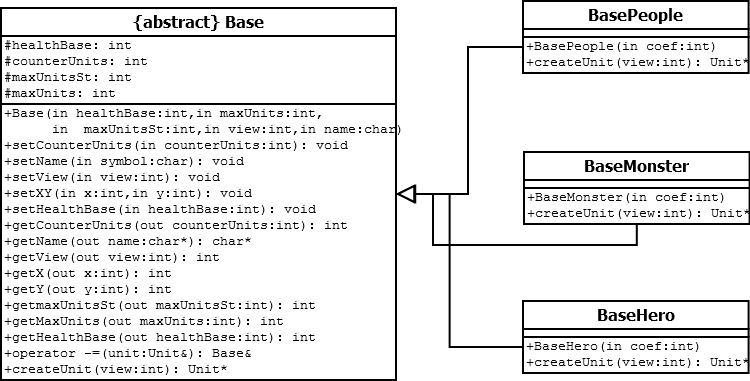 {abstract} Base
#healthBase: int
#counterUnits: int
#maxUnitsSt: int
#maxUnits: int
+Base(in healthBase:int,in maxUnits:int,
in  maxUnitsSt:int,in view:int,in name:char)
+setCounterUnits(in counterUnits:int): void
+setName(in symbol:char): void
+setView(in view:int): void
+setXY(in x:int,in y:int): void
+setHealthBase(in healthBase:int): void
+getCounterUnits(out counterUnits:int): int
+getName(out name:char*): char*
+getView(out view:int): int
+getX(out x:int): int
+getY(out y:int): int
+getmaxUnitsSt(out maxUnitsSt:int): int
+getMaxUnits(out maxUnits:int): int
+getHealthBase(out healthBase:int): int
+operator -=(unit:Unit&): Base&
+createUnit(view:int): Unit*
BasePeople
+BasePeople(in coef:int)
+createUnit(view:int): Unit*
BaseMonster
+BaseMonster(in coef:int)
+createUnit(view:int): Unit*
BaseHero
+BaseHero(in coef:int)
+createUnit(view:int): Unit*